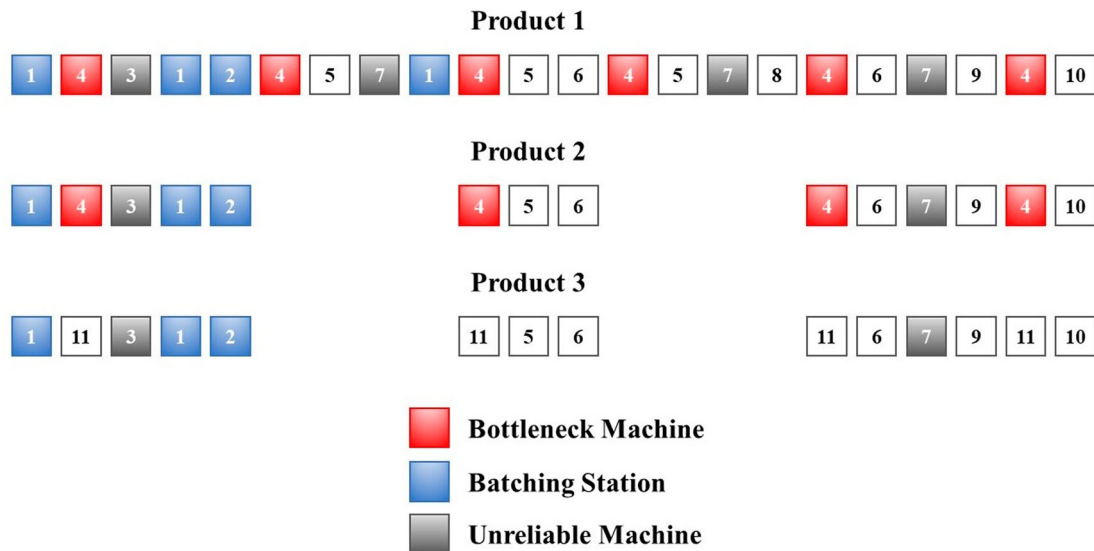 Product 1
1 4 3 1 2 4 5 7 1 4 5 6 4 5 7 8 4 6 7 9 4 10
Product 2
1 4 3 1 2 4 5 6 4 6 7 9 4 10
Product 3
1 11 3 1 2 11 5 6 11 6 7 9 11 10
Bottleneck Machine
Batching Station
Unreliable Machine